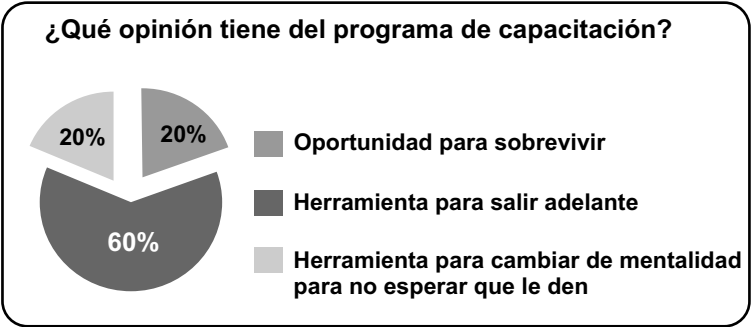 ¿Qué opinión tiene del programa de capacitación?
20%
20%
60%
Oportunidad para sobrevivir
Herramienta para salir adelante
Herramienta para cambiar de mentalidad
para no esperar que le den